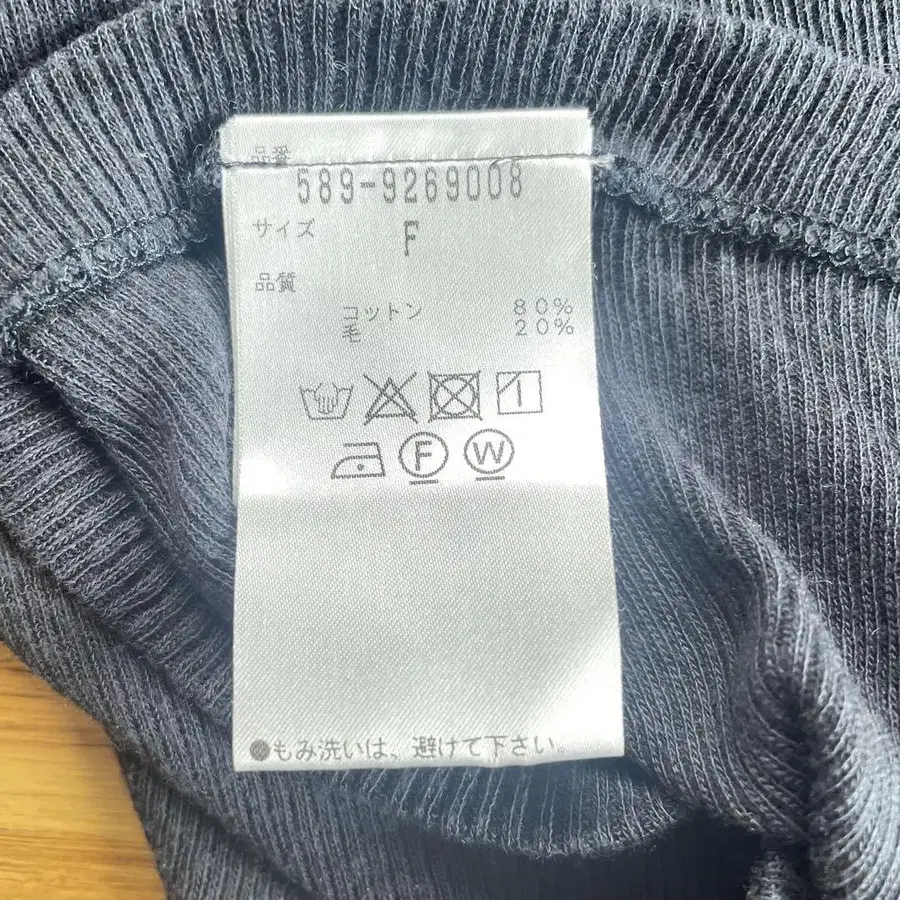 品番
589-9269008
サイズ F
品質
コットン 80%
毛 20%
F W
●もみ洗いは、避けて下さい。